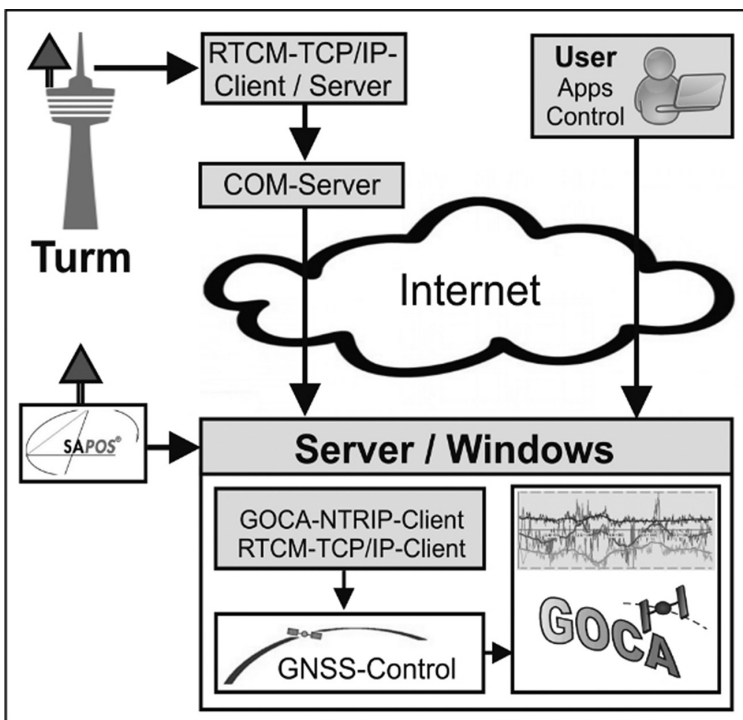 RTCM-TCP/IP-
Client / Server
User
Apps
Control
COM-Server
Turm
Internet
SAPOS®
Server / Windows
GOCA-NTRIP-Client
RTCM-TCP/IP-Client
GNSS-Control
GOCA